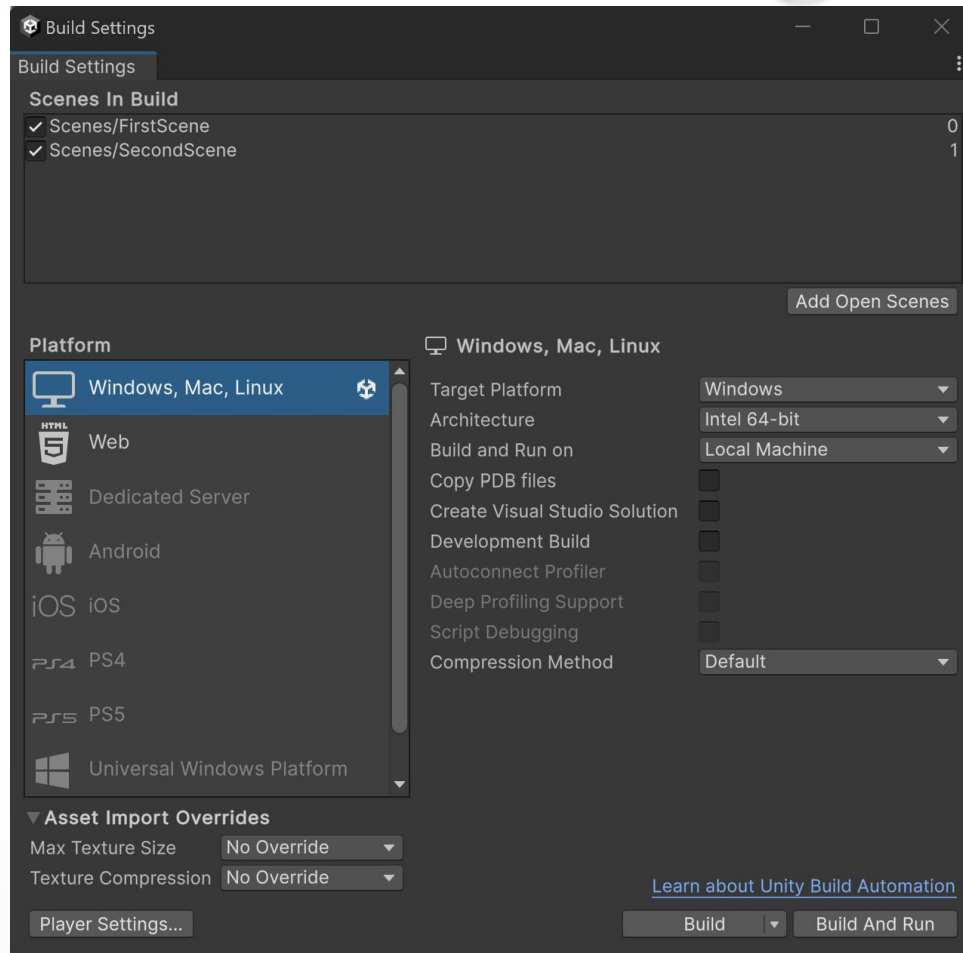 Build Settings
Build Settings
Scenes In Build
Scenes/FirstScene 0
Scenes/SecondScene 1
Add Open Scenes
Platform
Windows, Mac, Linux
HTML 5 Web
Dedicated Server
Android
iOS iOS
PS4 PS4
PS5 PS5
Universal Windows Platform
Windows, Mac, Linux
Target Platform Windows
Architecture Intel 64-bit
Build and Run on Local Machine
Copy PDB files
Create Visual Studio Solution
Development Build
Autoconnect Profiler
Deep Profiling Support
Script Debugging
Compression Method Default
Asset Import Overrides
Max Texture Size No Override
Texture Compression No Override
Learn about Unity Build Automation
Player Settings... Build Build And Run